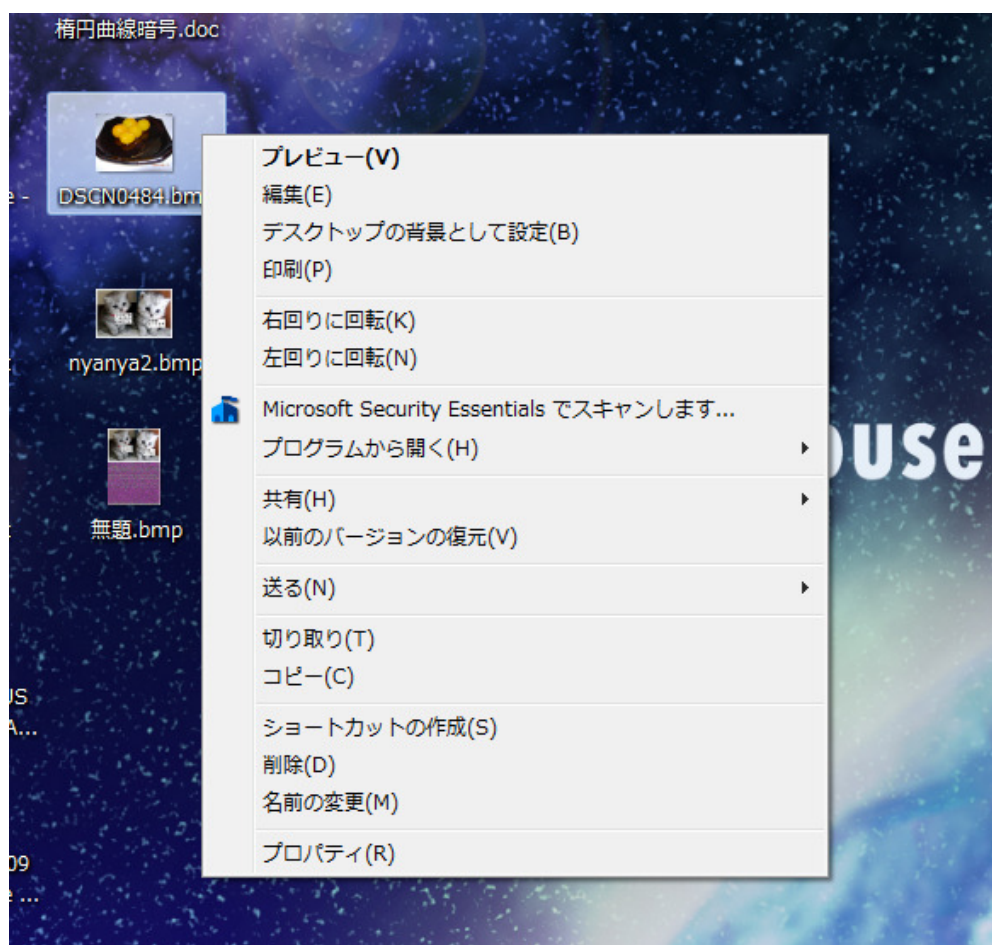 楕円曲線暗号.doc
DSCN0484.bm
nyanya2.bmp
無題.bmp
プレビュー(V)
編集(E)
デスクトップの背景として設定(B)
印刷(P)
右回りに回転(K)
左回りに回転(N)
Microsoft Security Essentials でスキャンします...
プログラムから開く(H)
共有(H)
以前のバージョンの復元(V)
送る(N)
切り取り(T)
コピー(C)
ショートカットの作成(S)
削除(D)
名前の変更(M)
プロパティ(R)
use